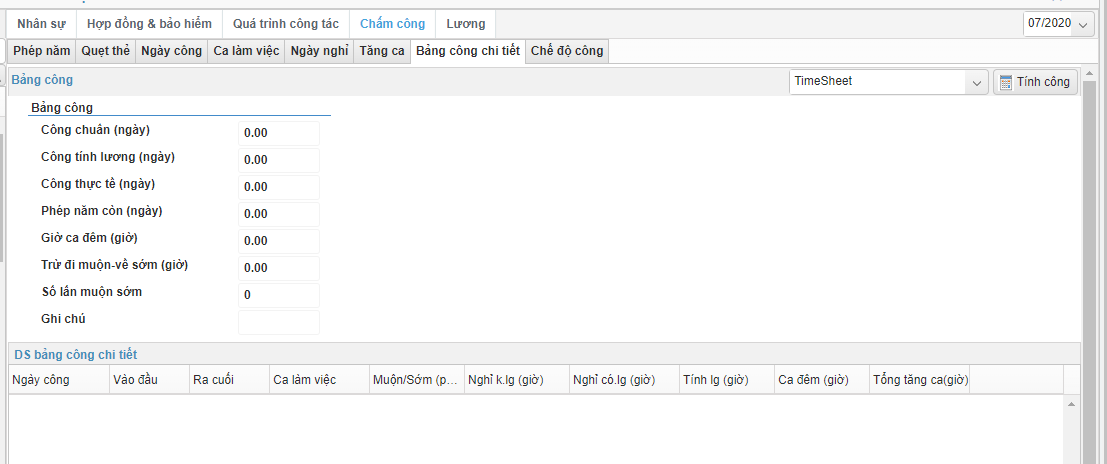 Nhân sự Hợp đồng & bảo hiểm Quá trình công tác Chấm công Lương 07/2020
Phép năm Quẹt thẻ Ngày công Ca làm việc Ngày nghỉ Tăng ca Bảng công chi tiết Chế độ công
Bảng công TimeSheet Tính công
Bảng công
Công chuẩn (ngày) 0.00
Công tính lương (ngày) 0.00
Công thực tế (ngày) 0.00
Phép năm còn (ngày) 0.00
Giờ ca đêm (giờ) 0.00
Trừ đi muộn-về sớm (giờ) 0.00
Số lần muộn sớm 0
Ghi chú
DS bảng công chi tiết
Ngày công Vào đầu Ra cuối Ca làm việc Muộn/Sớm (p... Nghỉ k.lg (giờ) Nghỉ có.lg (giờ) Tính lg (giờ) Ca đêm (giờ) Tổng tăng ca(giờ)